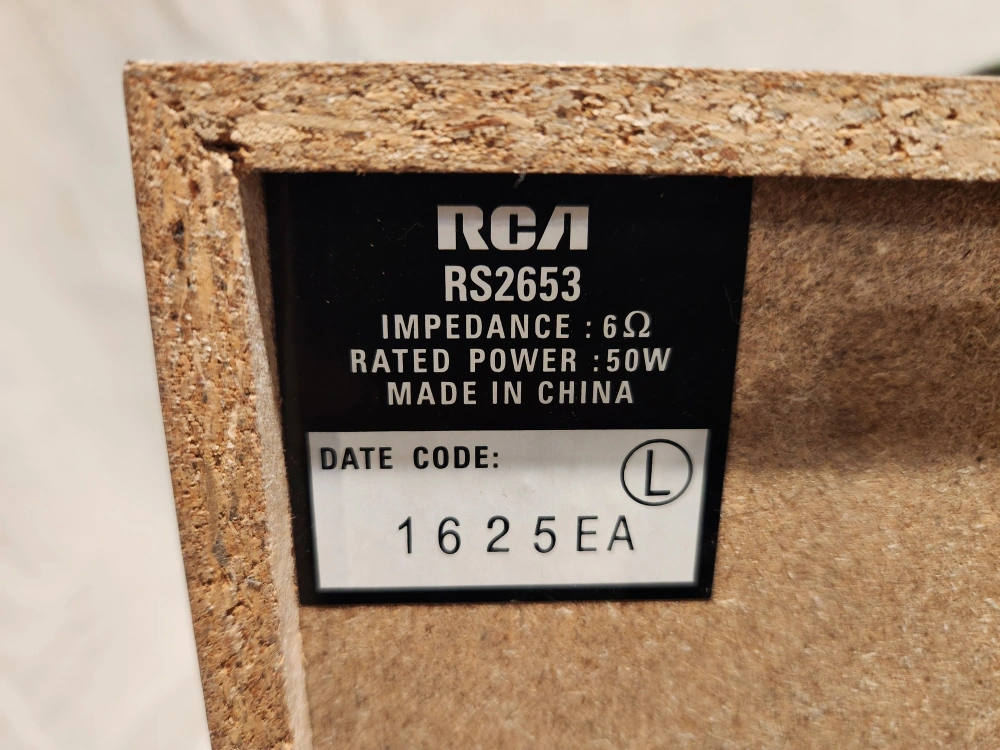 RCA
RS2653
IMPEDANCE : 6Ω
RATED POWER :50W
MADE IN CHINA
DATE CODE:
L
1625EA